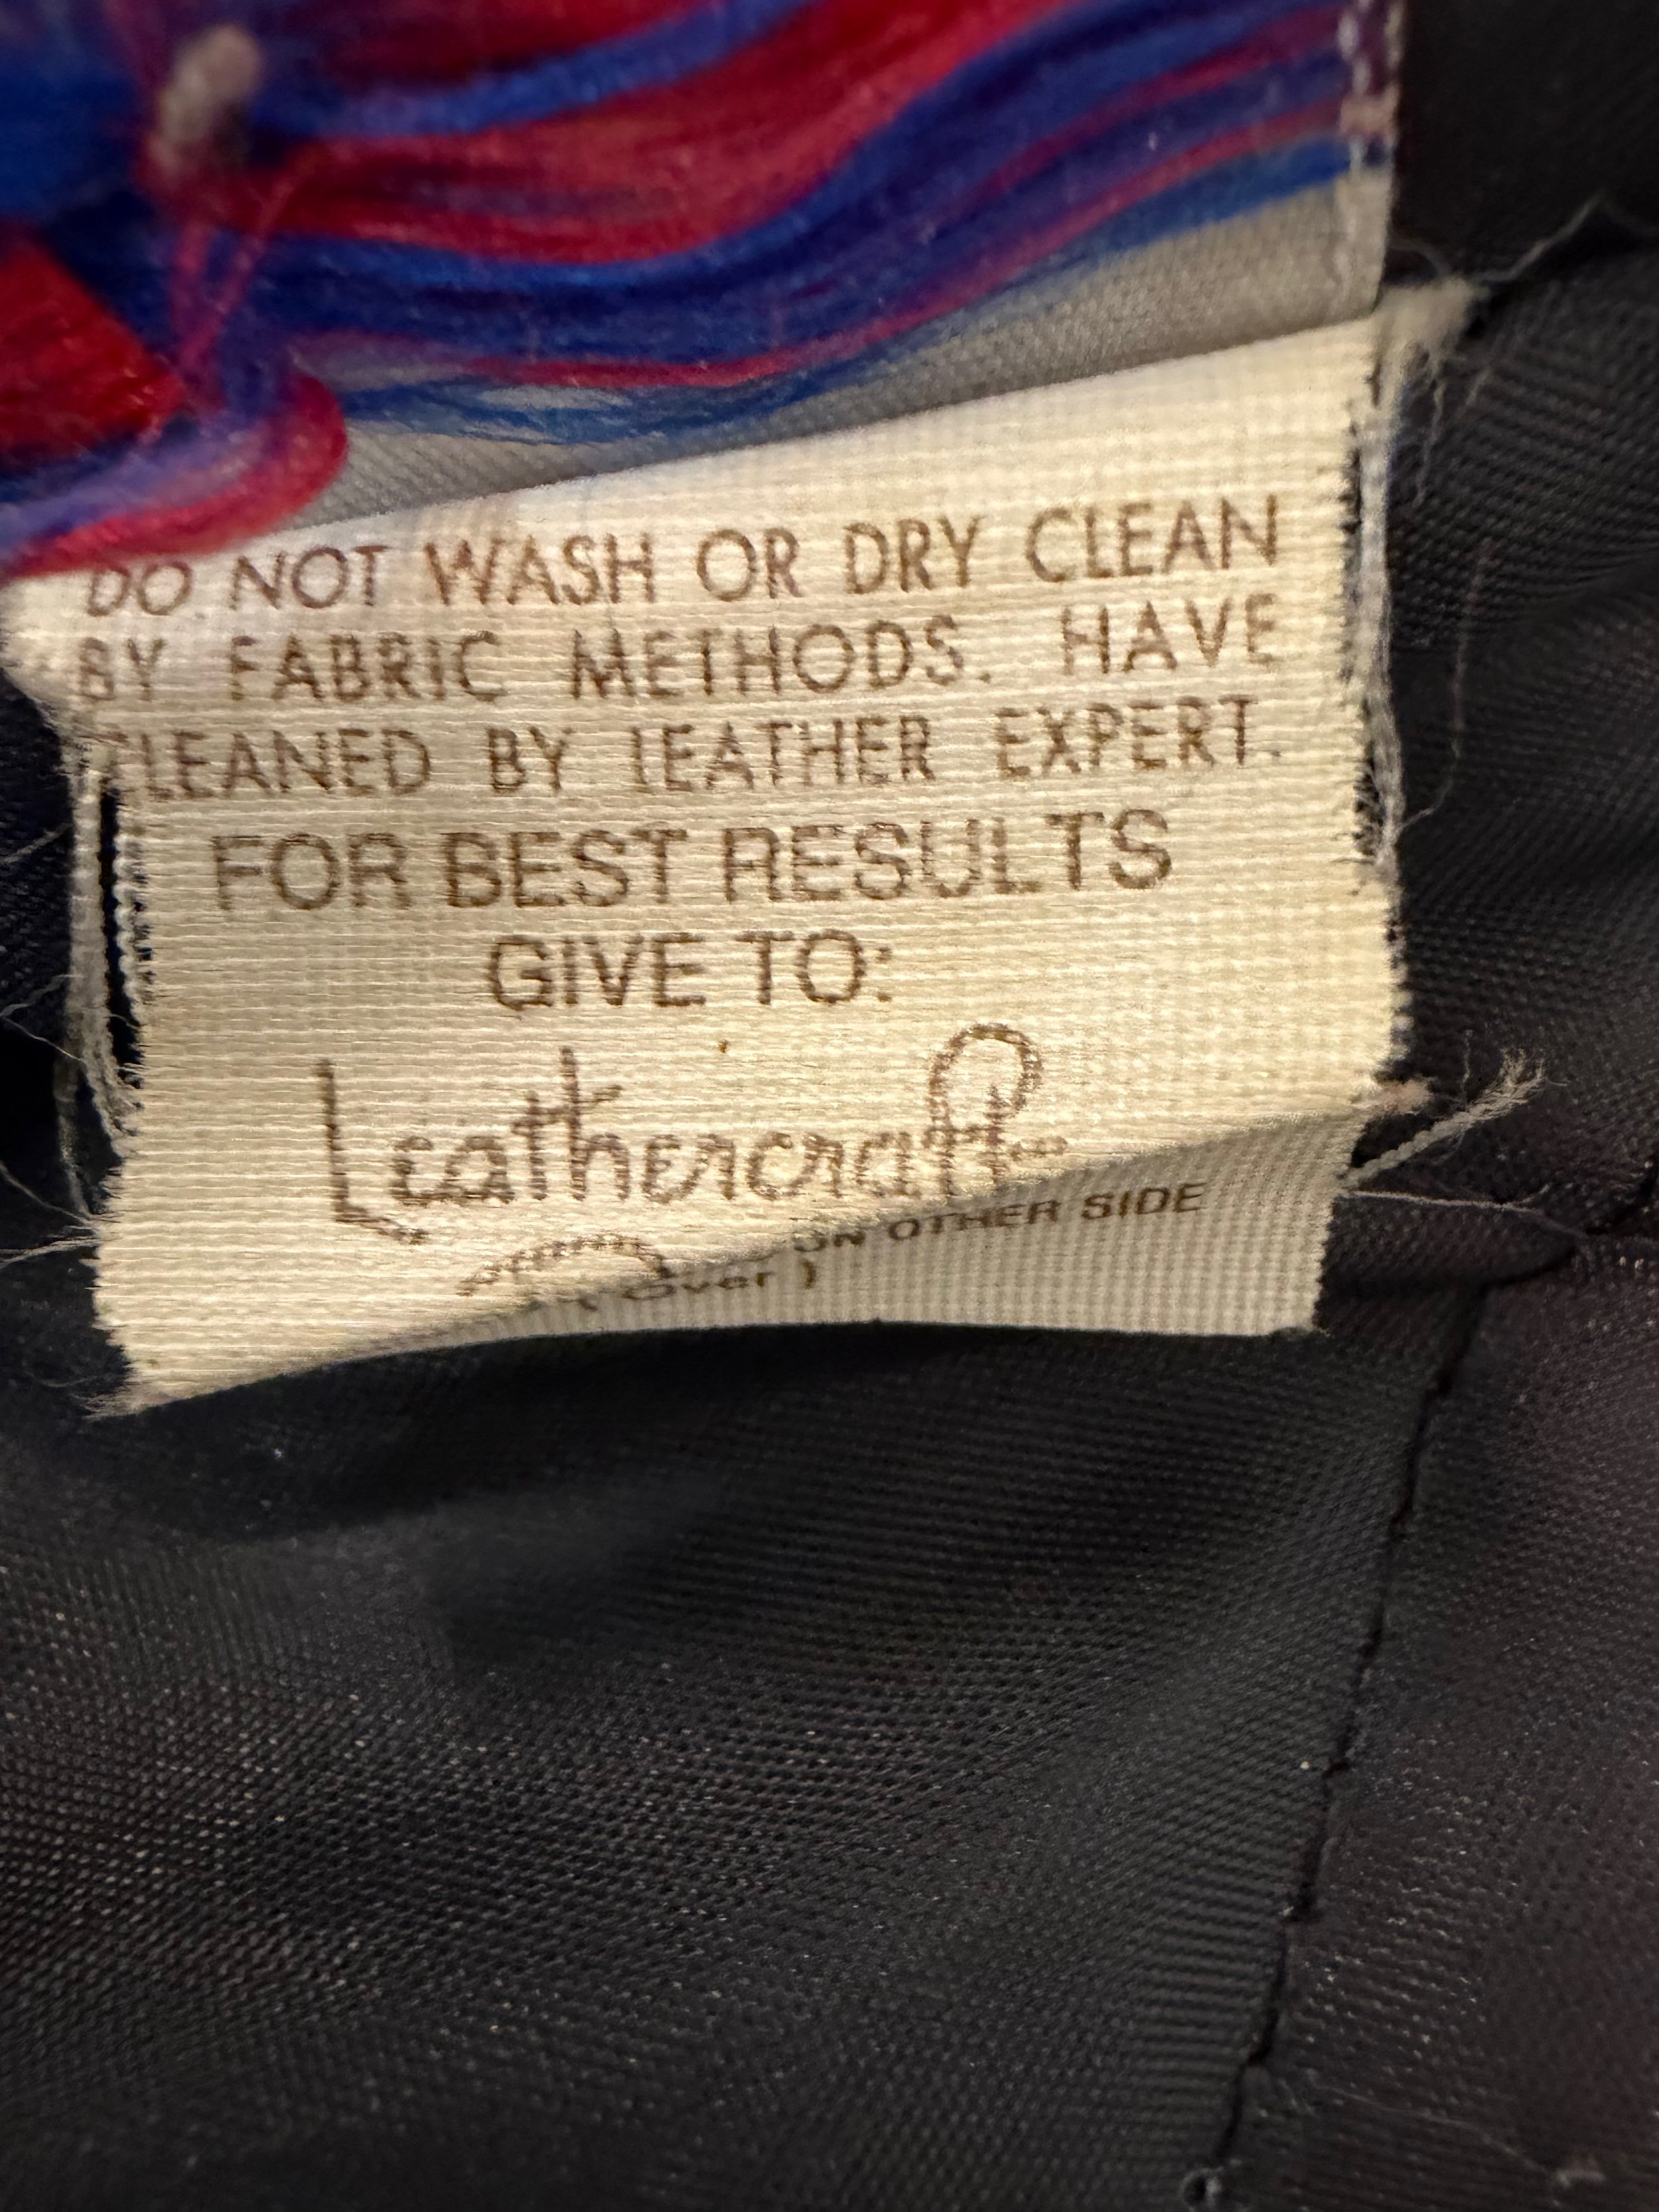 DO NOT WASH OR DRY CLEAN
BY FABRIC METHODS. HAVE
CLEANED BY LEATHER EXPERT.
FOR BEST RESULTS
GIVE TO:
Leathercraft
ON OTHER SIDE
( Over )